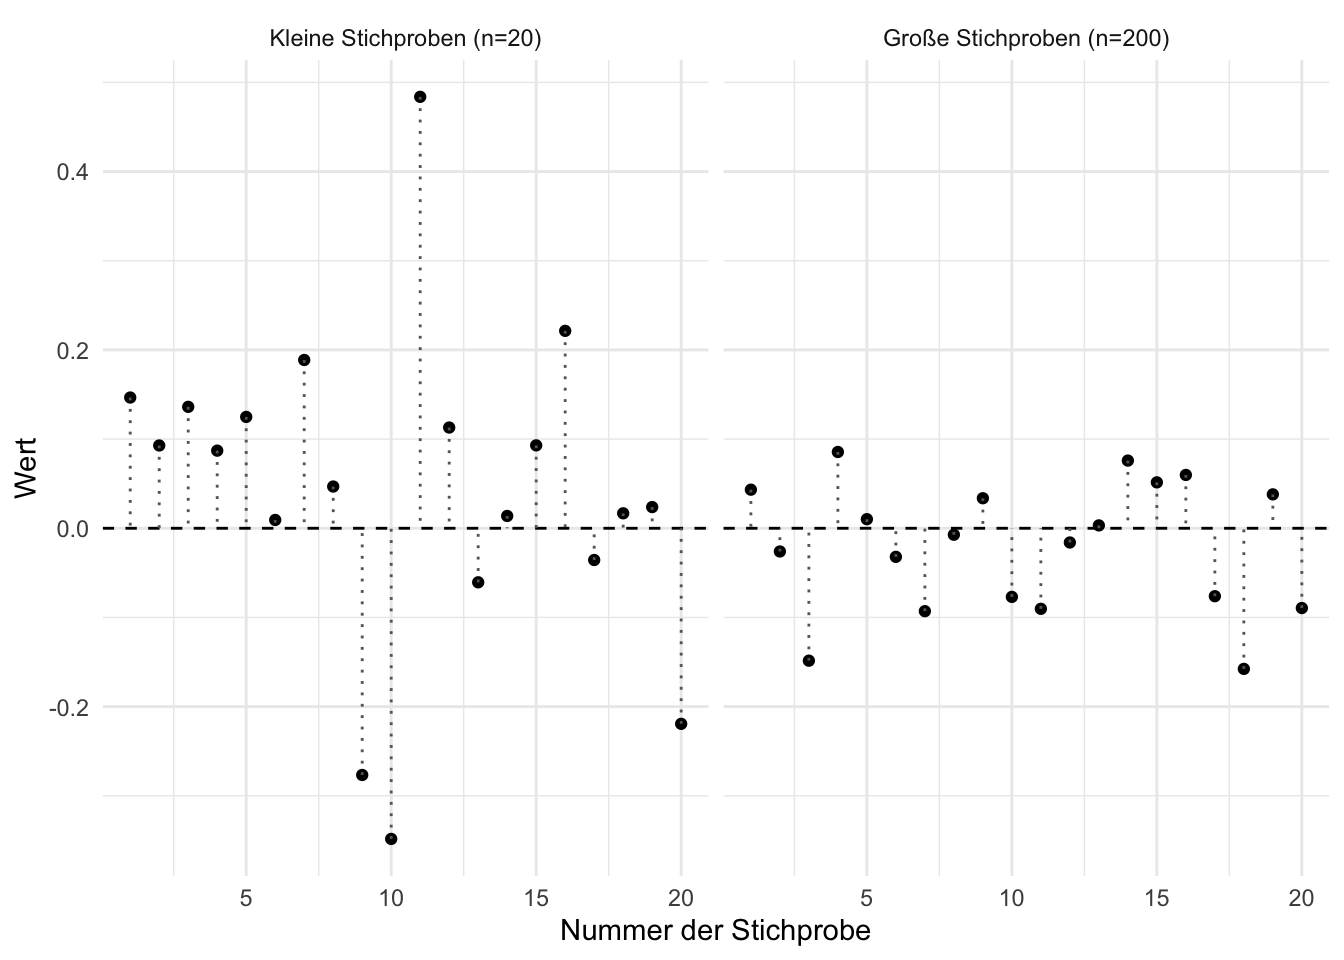 Kleine Stichproben (n=20)
Große Stichproben (n=200)
0.4
0.2
0.0
-0.2
Wert
5 10 15 20
5 10 15 20
Nummer der Stichprobe